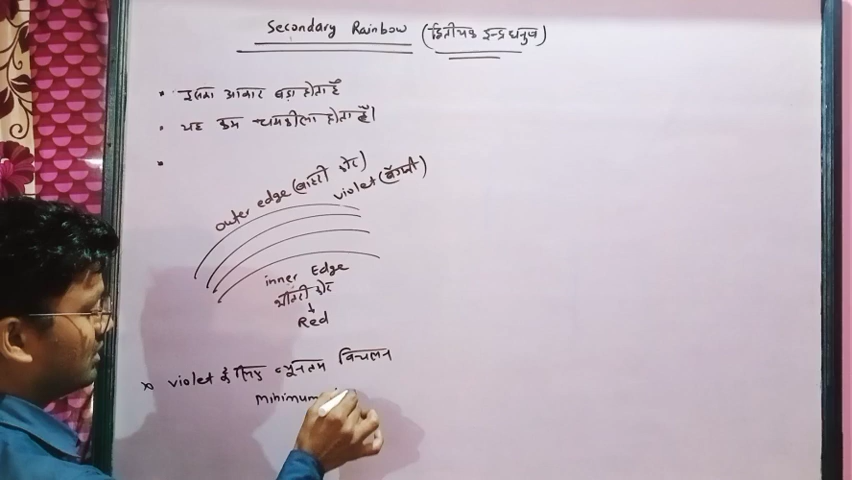 Secondary Rainbow (द्वितीयक इन्द्रधनुष)
• इसका आकार बड़ा होता है
• यह कम चमकीला होता है।
•
outer edge (बाहरी कोर)
violet (बैंगनी)
inner Edge
भीतरी कोर
↓
Red
× violet के लिए न्यूनतम विचलन
minimum